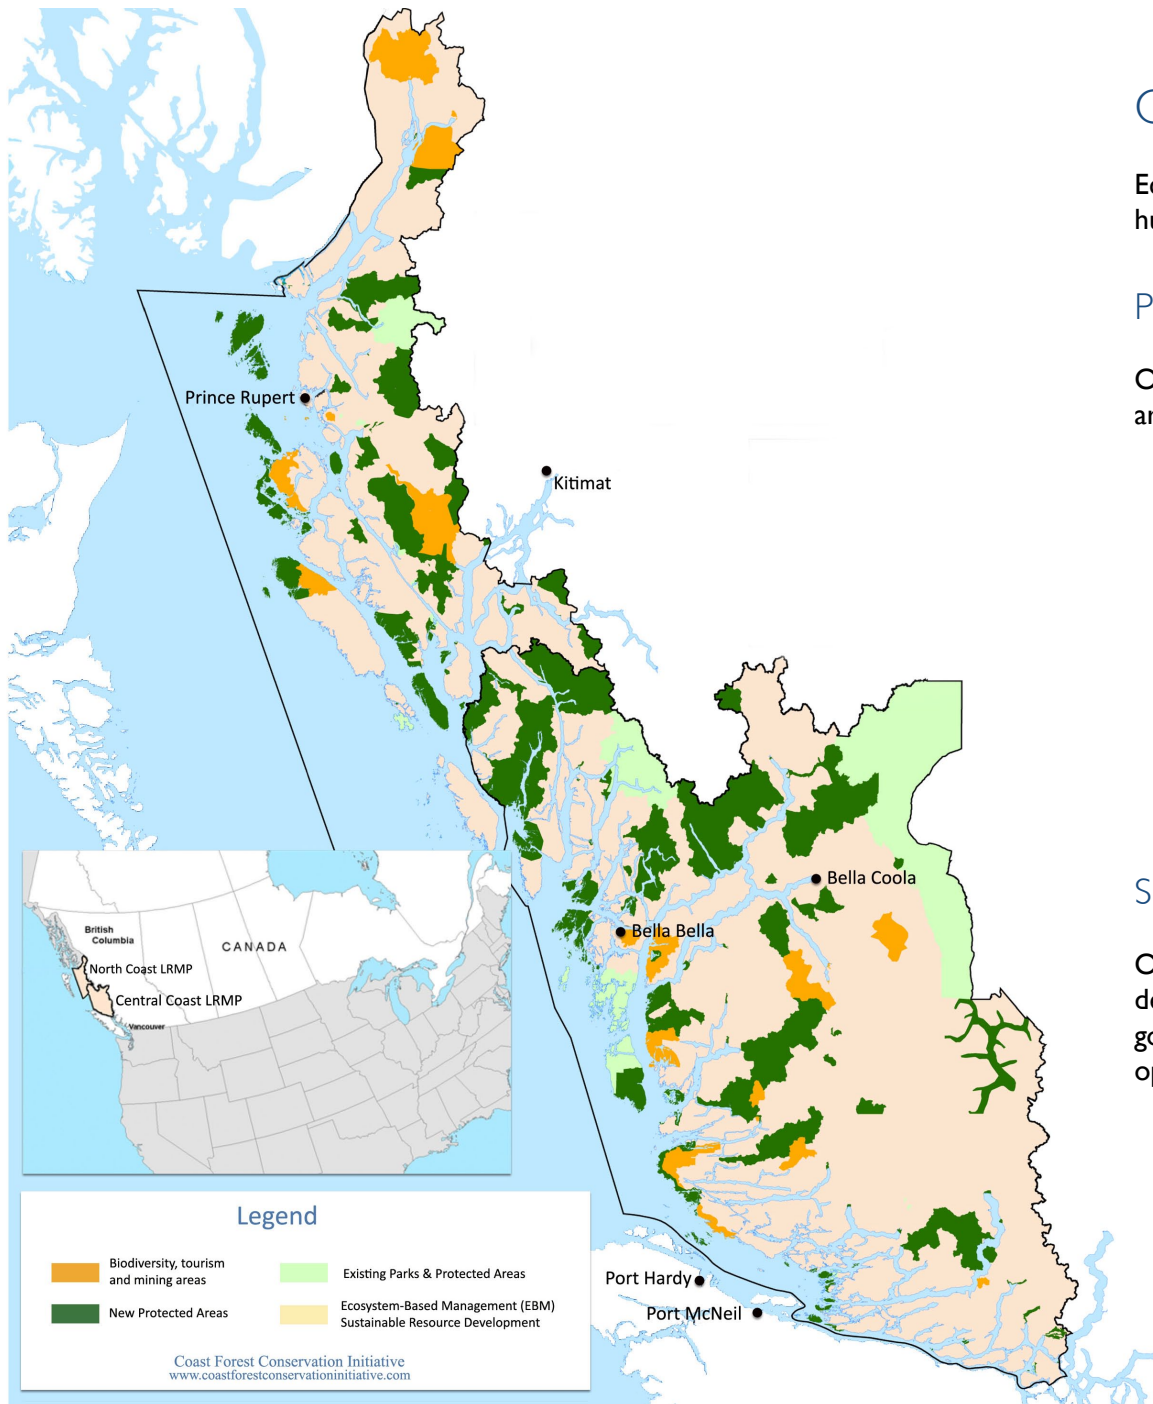 Prince Rupert
Kitimat
Bella Coola
Bella Bella
British
Columbia
CANADA
North Coast LRMP
Central Coast LRMP
Vancouver
Legend
Biodiversity, tourism
and mining areas
Existing Parks & Protected Areas
New Protected Areas
Ecosystem-Based Management (EBM)
Sustainable Resource Development
Coast Forest Conservation Initiative
www.coastforestconservationinitiative.com
Port Hardy
Port McNeil